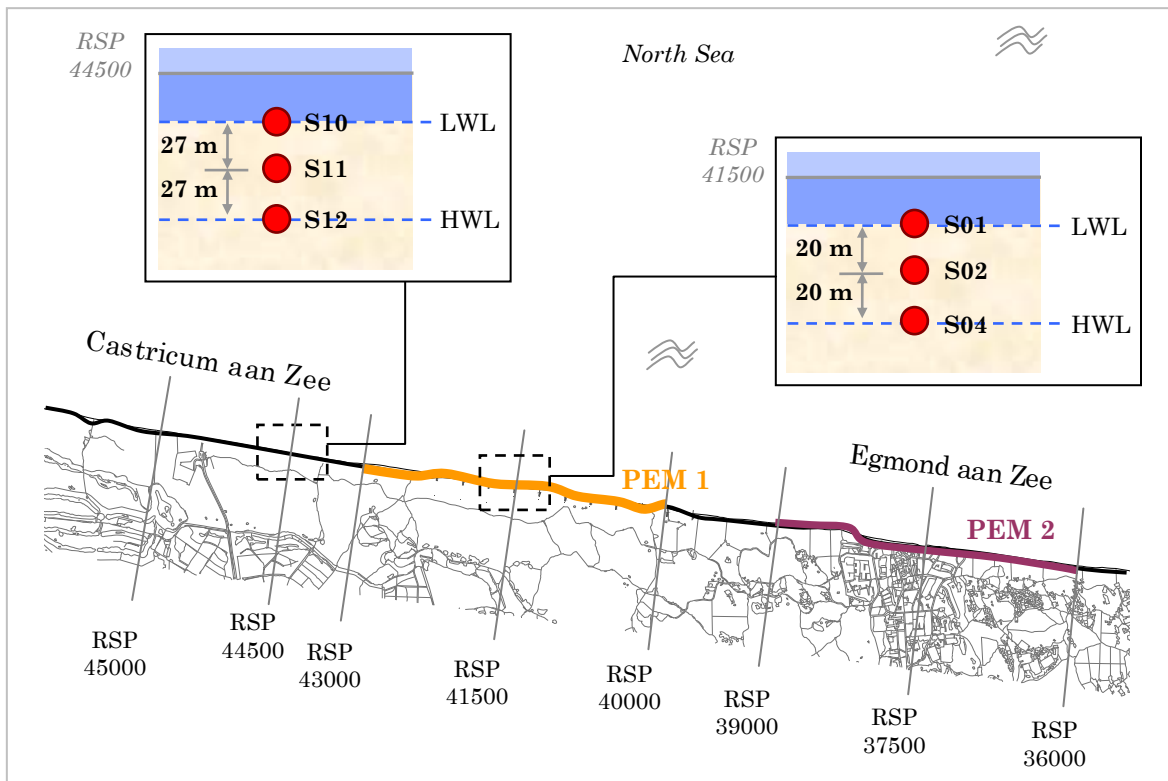 RSP
44500
North Sea
S10
LWL
27 m
S11
27 m
S12
HWL
RSP
41500
S01
LWL
20 m
S02
20 m
S04
HWL
Castricum aan Zee
PEM 1
Egmond aan Zee
PEM 2
RSP
45000
RSP
44500
RSP
43000
RSP
41500
RSP
40000
RSP
39000
RSP
37500
RSP
36000